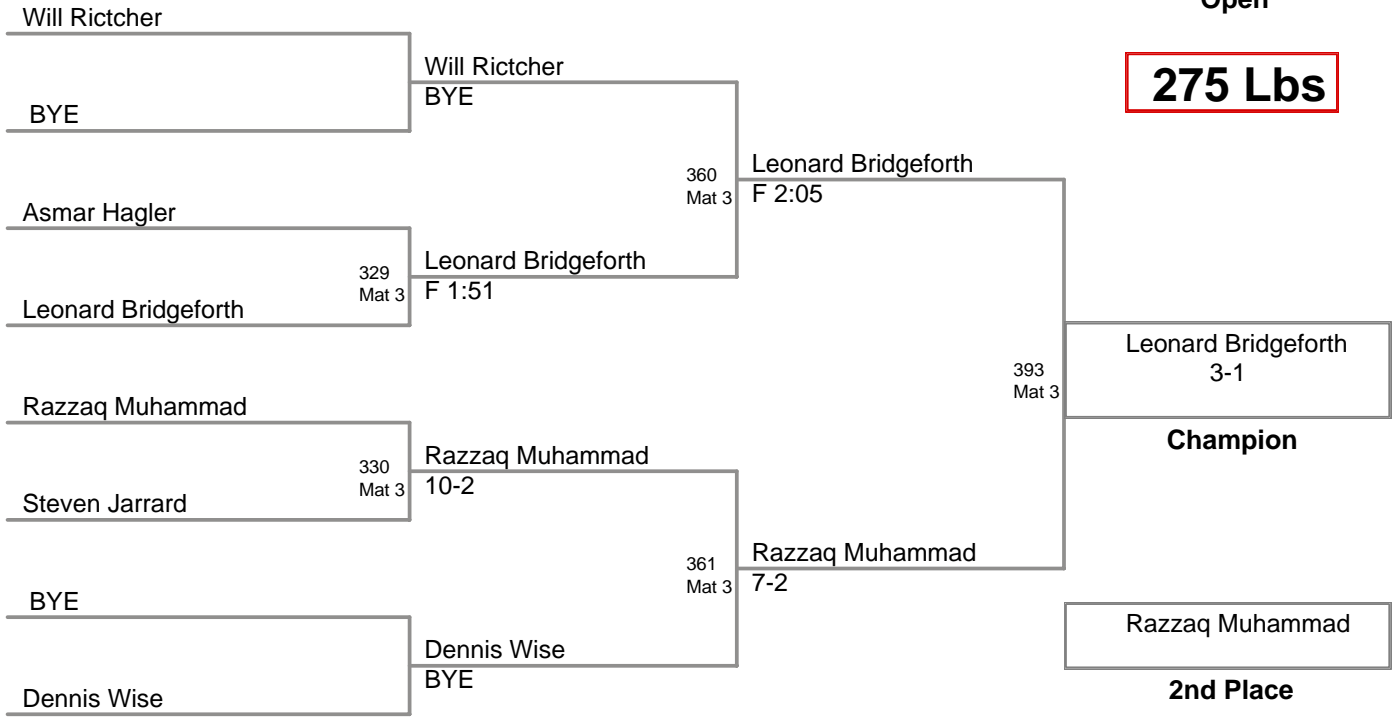 Open
275 Lbs
Will Rictcher
BYE
Will Rictcher
BYE
Asmar Hagler
Leonard Bridgeforth
329
Mat 3
Leonard Bridgeforth
F 1:51
360
Mat 3
Leonard Bridgeforth
F 2:05
Razzaq Muhammad
Steven Jarrard
330
Mat 3
Razzaq Muhammad
10-2
BYE
Dennis Wise
Dennis Wise
BYE
361
Mat 3
Razzaq Muhammad
7-2
393
Mat 3
Leonard Bridgeforth
3-1
Champion
Razzaq Muhammad
2nd Place